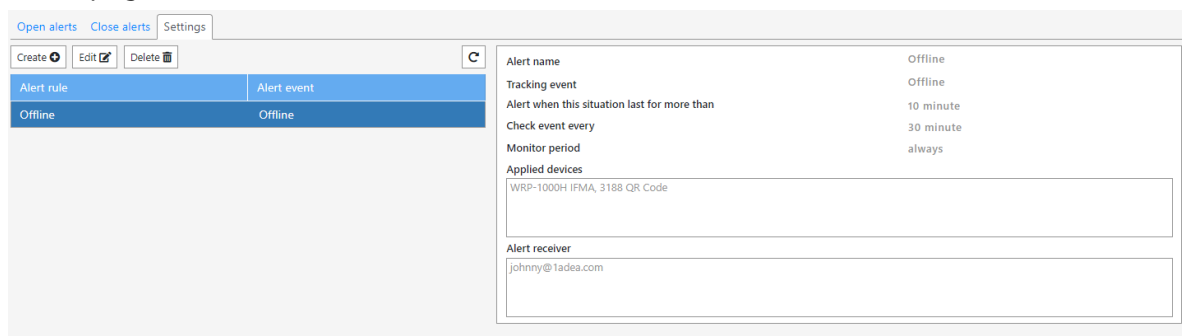 Open alerts Close alerts Settings
Create Edit Delete
Alert rule Alert event
Offline Offline
Alert name Offline
Tracking event Offline
Alert when this situation last for more than 10 minute
Check event every 30 minute
Monitor period always
Applied devices
WRP-1000H IFMA, 3188 QR Code
Alert receiver
johnny@1adea.com